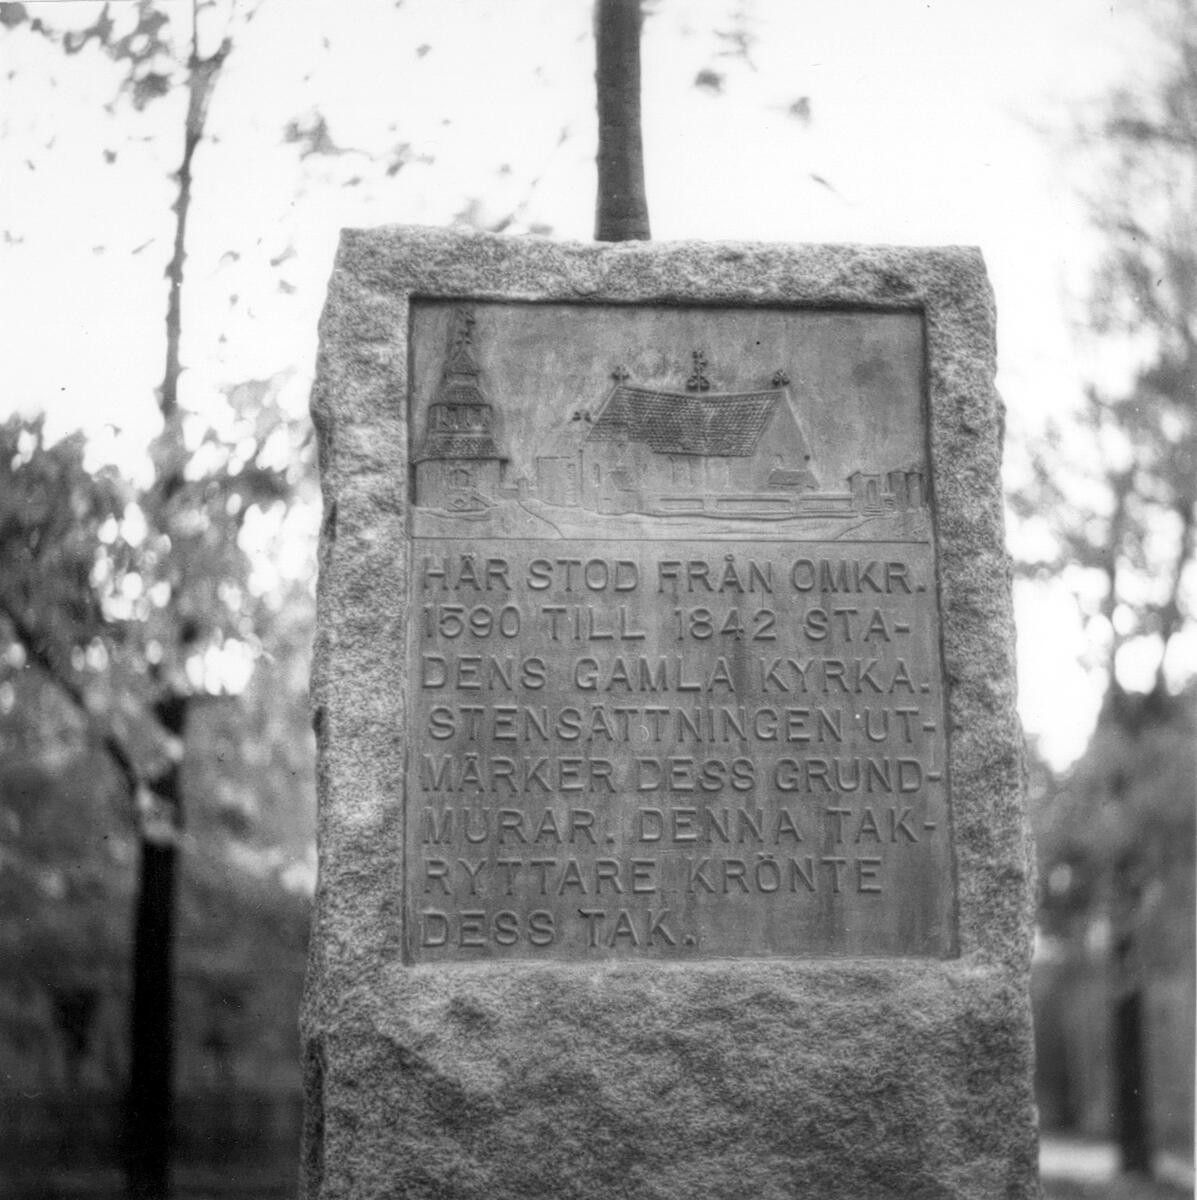 HÄR STOD FRÅN OMKR.
1590 TILL 1842 STA-
DENS GAMLA KYRKA.
STENSÄTTNINGEN UT-
MÄRKER DESS GRUND-
MURAR. DENNA TAK-
RYTTARE KRÖNTE
DESS TAK.